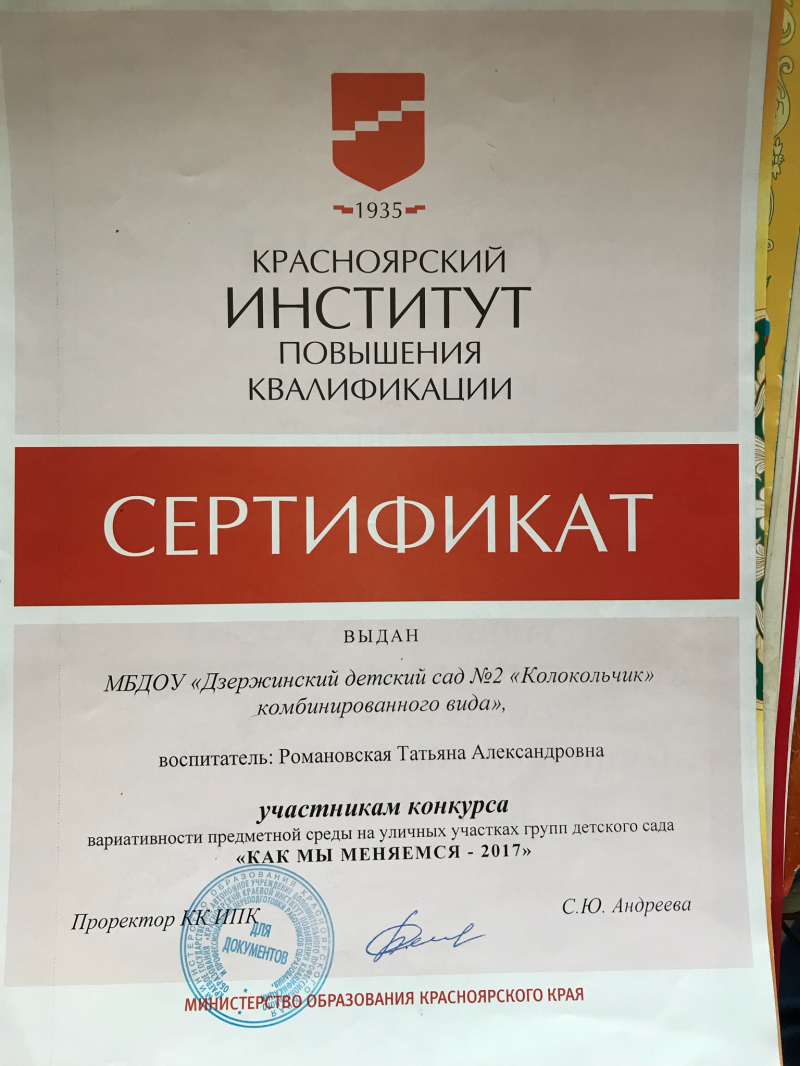 1935
КРАСНОЯРСКИЙ
ИНСТИТУТ
ПОВЫШЕНИЯ
КВАЛИФИКАЦИИ
СЕРТИФИКАТ
ВЫДАН
МБДОУ «Дзержинский детский сад №2 «Колокольчик»
комбинированного вида»,
воспитатель: Романовская Татьяна Александровна
участникам конкурса
вариативности предметной среды на уличных участках групп детского сада
«КАК МЫ МЕНЯЕМСЯ - 2017»
Проректор КК ИПК
С.Ю. Андреева
ДЛЯ
ДОКУМЕНТОВ
МИНИСТЕРСТВО ОБРАЗОВАНИЯ КРАСНОЯРСКОГО КРАЯ